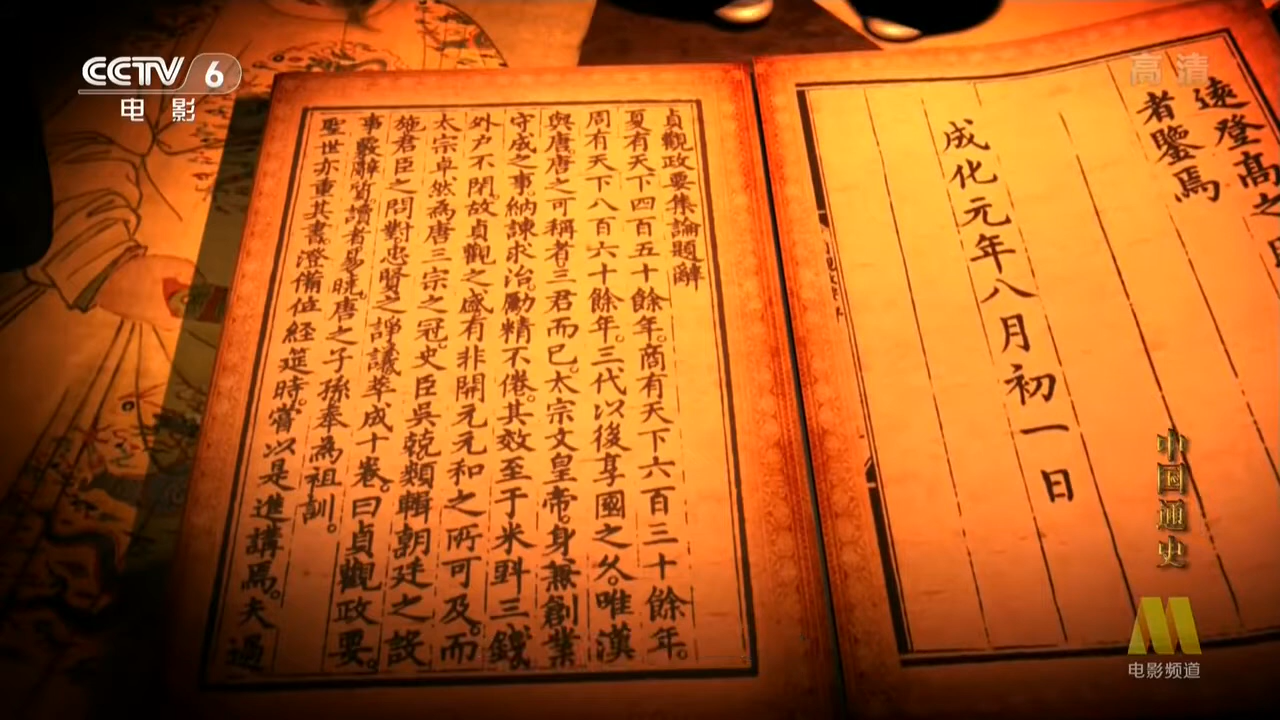 CCTV 6
电影
高清
遠登髙之
者鑒焉
成化元年八月初一日
貞觀政要集論題辭
夏有天下四百五十餘年。商有天下六百三十餘年。
周有天下八百六十餘年。三代以後享國之久。唯漢
與唐。唐之可稱者三君而已。太宗文皇帝。身兼創業
守成之事。納諫求治。勵精不倦。其效至于米㪷三錢
外户不閉。故貞觀之盛有非開元元和之所可及。而
太宗卓然為唐三宗之冠。史臣吳兢。類輯朝廷之設
施君臣之問對忠賢之諍議萃成十卷。曰貞觀政要。
事覈辭質。讀者易曉。唐之子孫奉為祖訓。
聖世亦重其書。澄備位經筵時。嘗以是進講焉。夫過
中国通史
电影频道